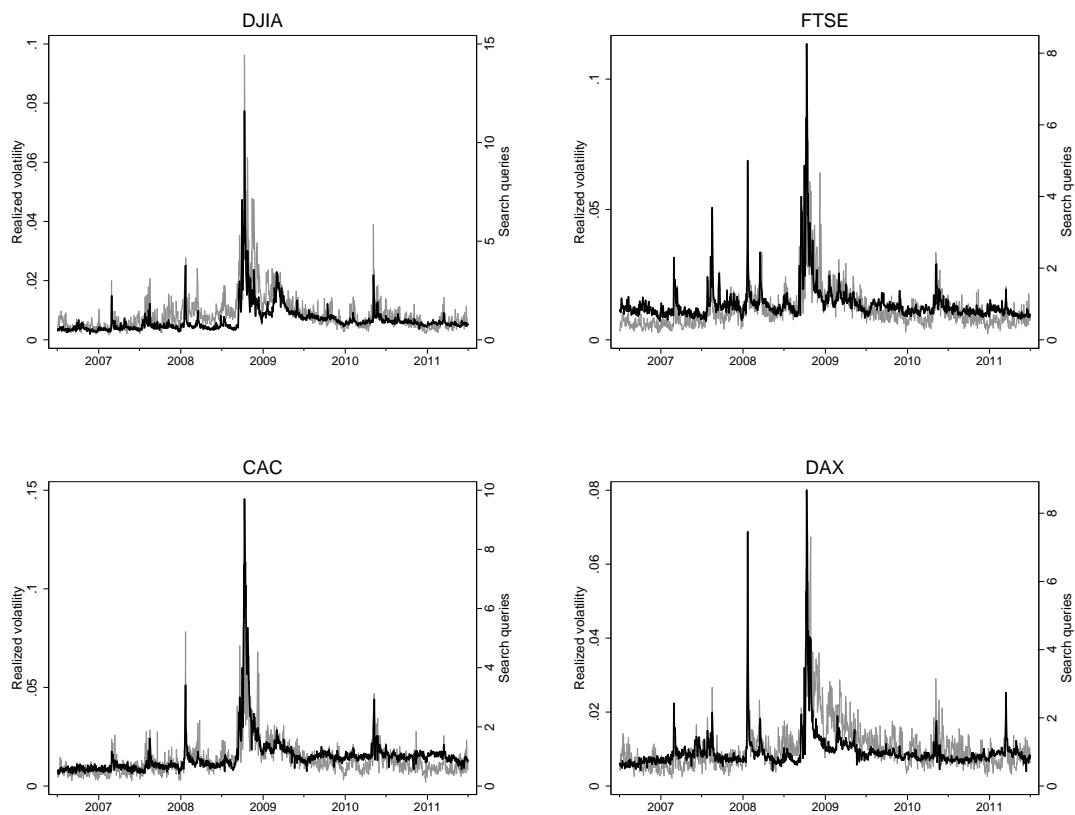 DJIA
Realized volatility
0 .02 .04 .06 .08 .1
Search queries
0 5 10 15
2007 2008 2009 2010 2011
FTSE
Realized volatility
0 .05 .1
Search queries
0 2 4 6 8
2007 2008 2009 2010 2011
CAC
Realized volatility
0 .05 .1 .15
Search queries
0 2 4 6 8 10
2007 2008 2009 2010 2011
DAX
Realized volatility
0 .02 .04 .06 .08
Search queries
0 2 4 6 8
2007 2008 2009 2010 2011